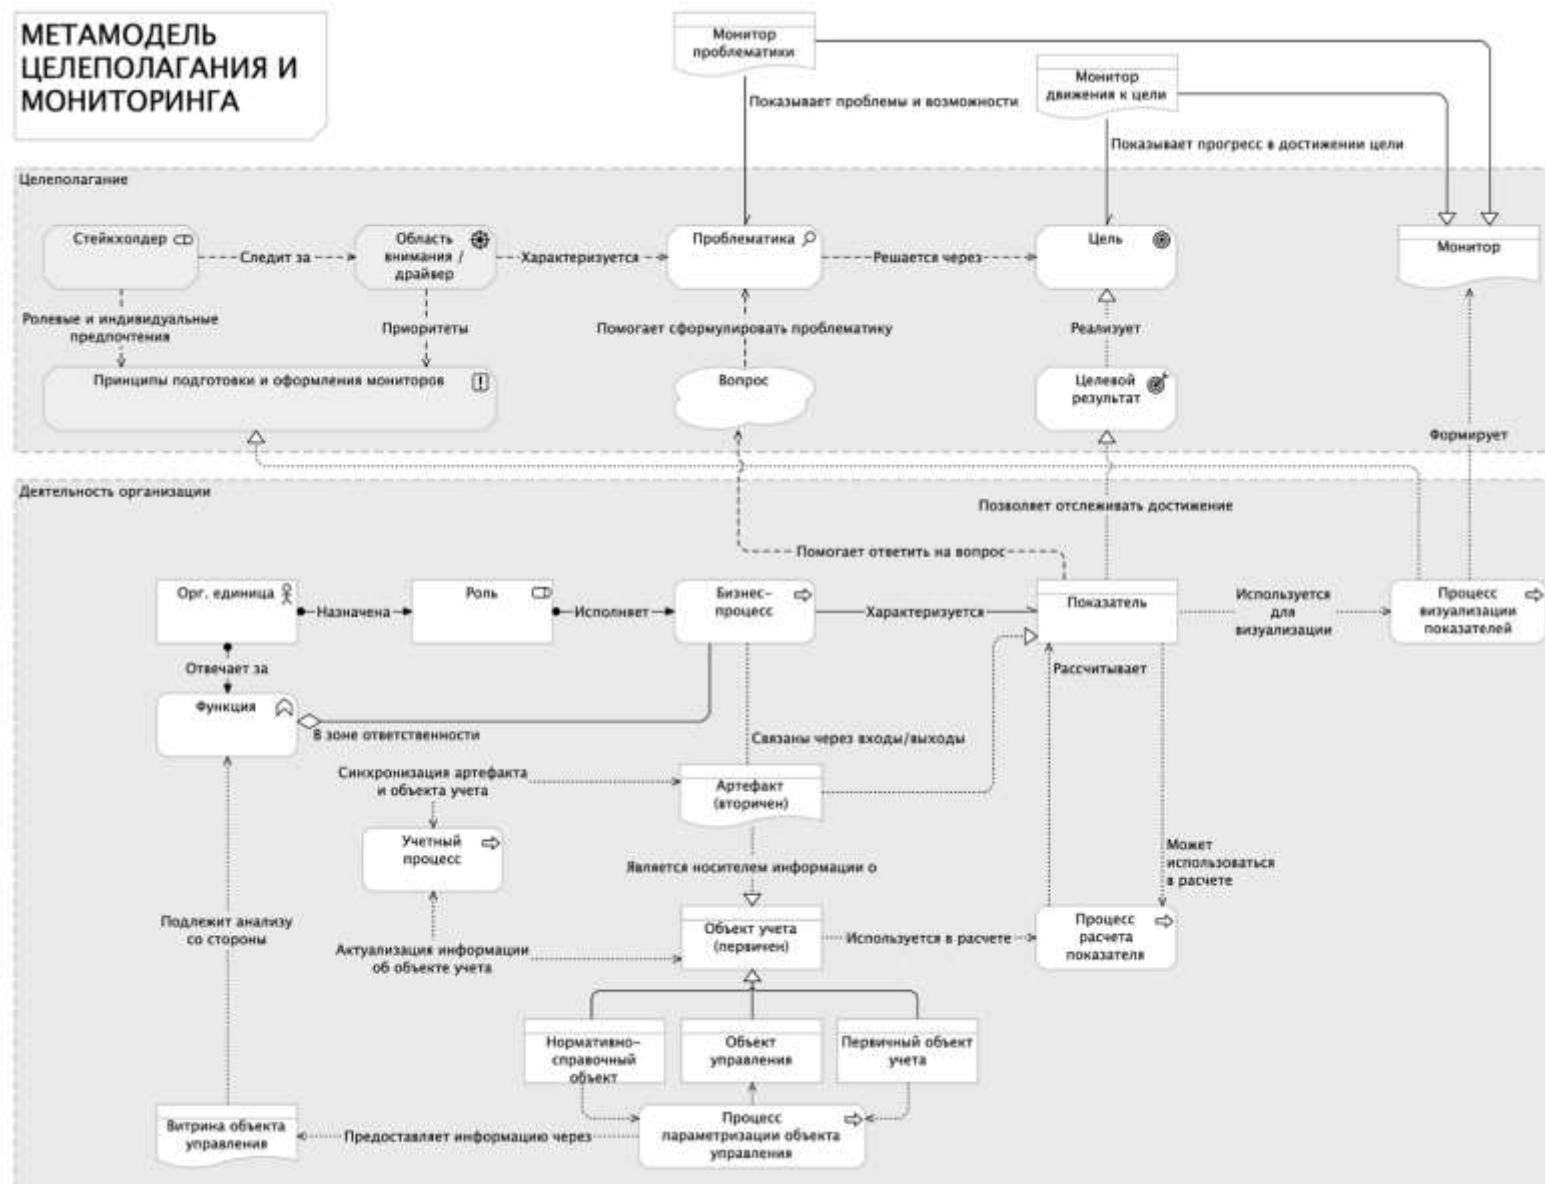 МЕТАМОДЕЛЬ
ЦЕЛЕПОЛАГАНИЯ И
МОНИТОРИНГА
Монитор
проблематики
Монитор
движения к цели
Показывает проблемы и возможности
Показывает прогресс в достижении цели
Целеполагание
Стейкхолдер
Следит за
Область
внимания /
драйвер
Характеризуется
Проблематика
Решается через
Цель
Монитор
Ролевые и индивидуальные
предпочтения
Приоритеты
Помогает сформулировать проблематику
Реализует
Принципы подготовки и оформления мониторов
Вопрос
Целевой
результат
Формирует
Деятельность организации
Позволяет отслеживать достижение
Помогает ответить на вопрос
Орг. единица
Назначена
Роль
Исполняет
Бизнес-
процесс
Характеризуется
Показатель
Используется
для
визуализации
Процесс
визуализации
показателей
Отвечает за
Рассчитывает
Функция
В зоне ответственности
Связаны через входы/выходы
Синхронизация артефакта
и объекта учета
Артефакт
(вторичен)
Учетный
процесс
Может
использоваться
в расчете
Является носителем информации о
Подлежит анализу
со стороны
Объект учета
(первичен)
Используется в расчете
Процесс
расчета
показателя
Актуализация информации
об объекте учета
Нормативно-
справочный
объект
Объект
управления
Первичный объект
учета
Витрина объекта
управления
Предоставляет информацию через
Процесс
параметризации объекта
управления